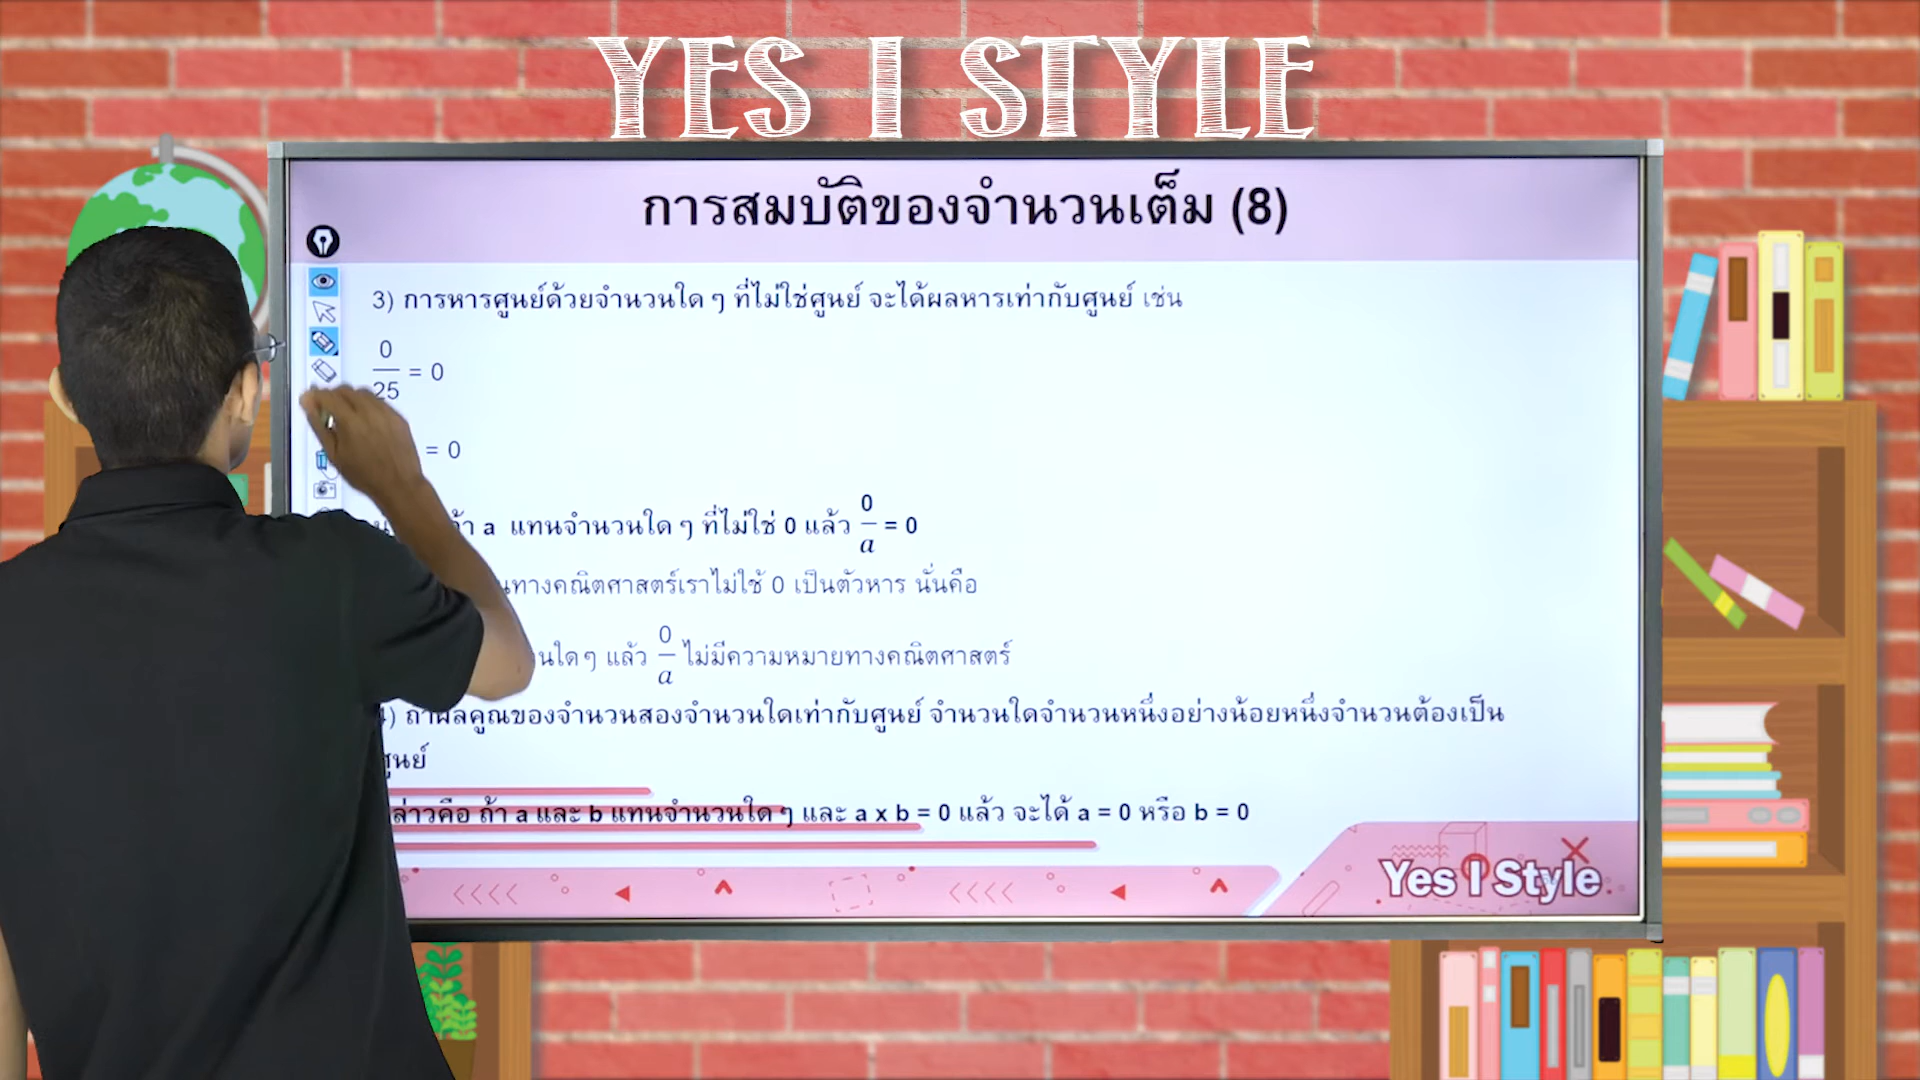 YES I STYLE
การสมบัติของจำนวนเต็ม (8)
3) การหารศูนย์ด้วยจำนวนใด ๆ ที่ไม่ใช่ศูนย์ จะได้ผลหารเท่ากับศูนย์ เช่น
0/25 = 0
= 0
a แทนจำนวนใด ๆ ที่ไม่ใช่ 0 แล้ว 0/a = 0
ทางคณิตศาสตร์เราไม่ใช้ 0 เป็นตัวหาร นั่นคือ
ใดๆ แล้ว 0/a ไม่มีความหมายทางคณิตศาสตร์
4) ถ้าผลคูณของจำนวนสองจำนวนใดเท่ากับศูนย์ จำนวนใดจำนวนหนึ่งอย่างน้อยหนึ่งจำนวนต้องเป็น
ศูนย์
ล่าวคือ ถ้า a และ b แทนจำนวนใด ๆ และ a x b = 0 แล้ว จะได้ a = 0 หรือ b = 0
Yes I Style